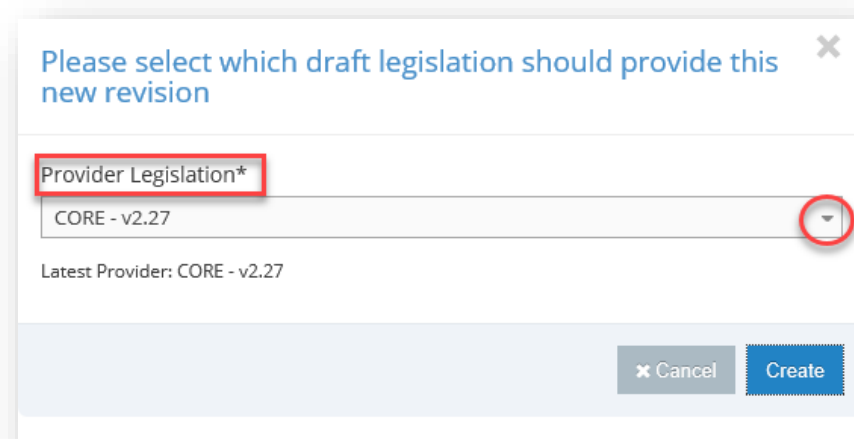 Please select which draft legislation should provide this
new revision
Provider Legislation*
CORE - v2.27
Latest Provider: CORE - v2.27
Cancel
Create